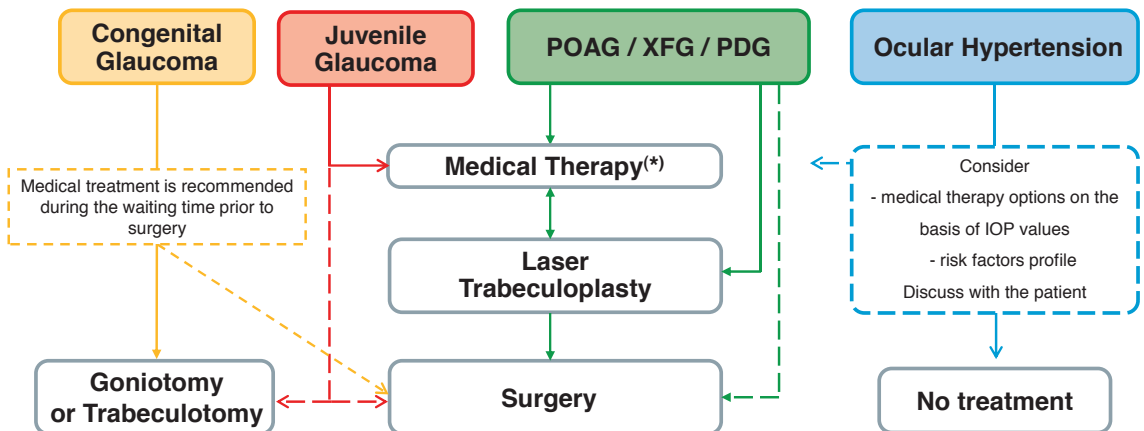 Congenital
Glaucoma
Juvenile
Glaucoma
POAG / XFG / PDG
Ocular Hypertension
Medical treatment is recommended
during the waiting time prior to
surgery
Medical Therapy(*)
Consider
- medical therapy options on the
basis of IOP values
- risk factors profile
Discuss with the patient
Laser
Trabeculoplasty
Goniotomy
or Trabeculotomy
Surgery
No treatment